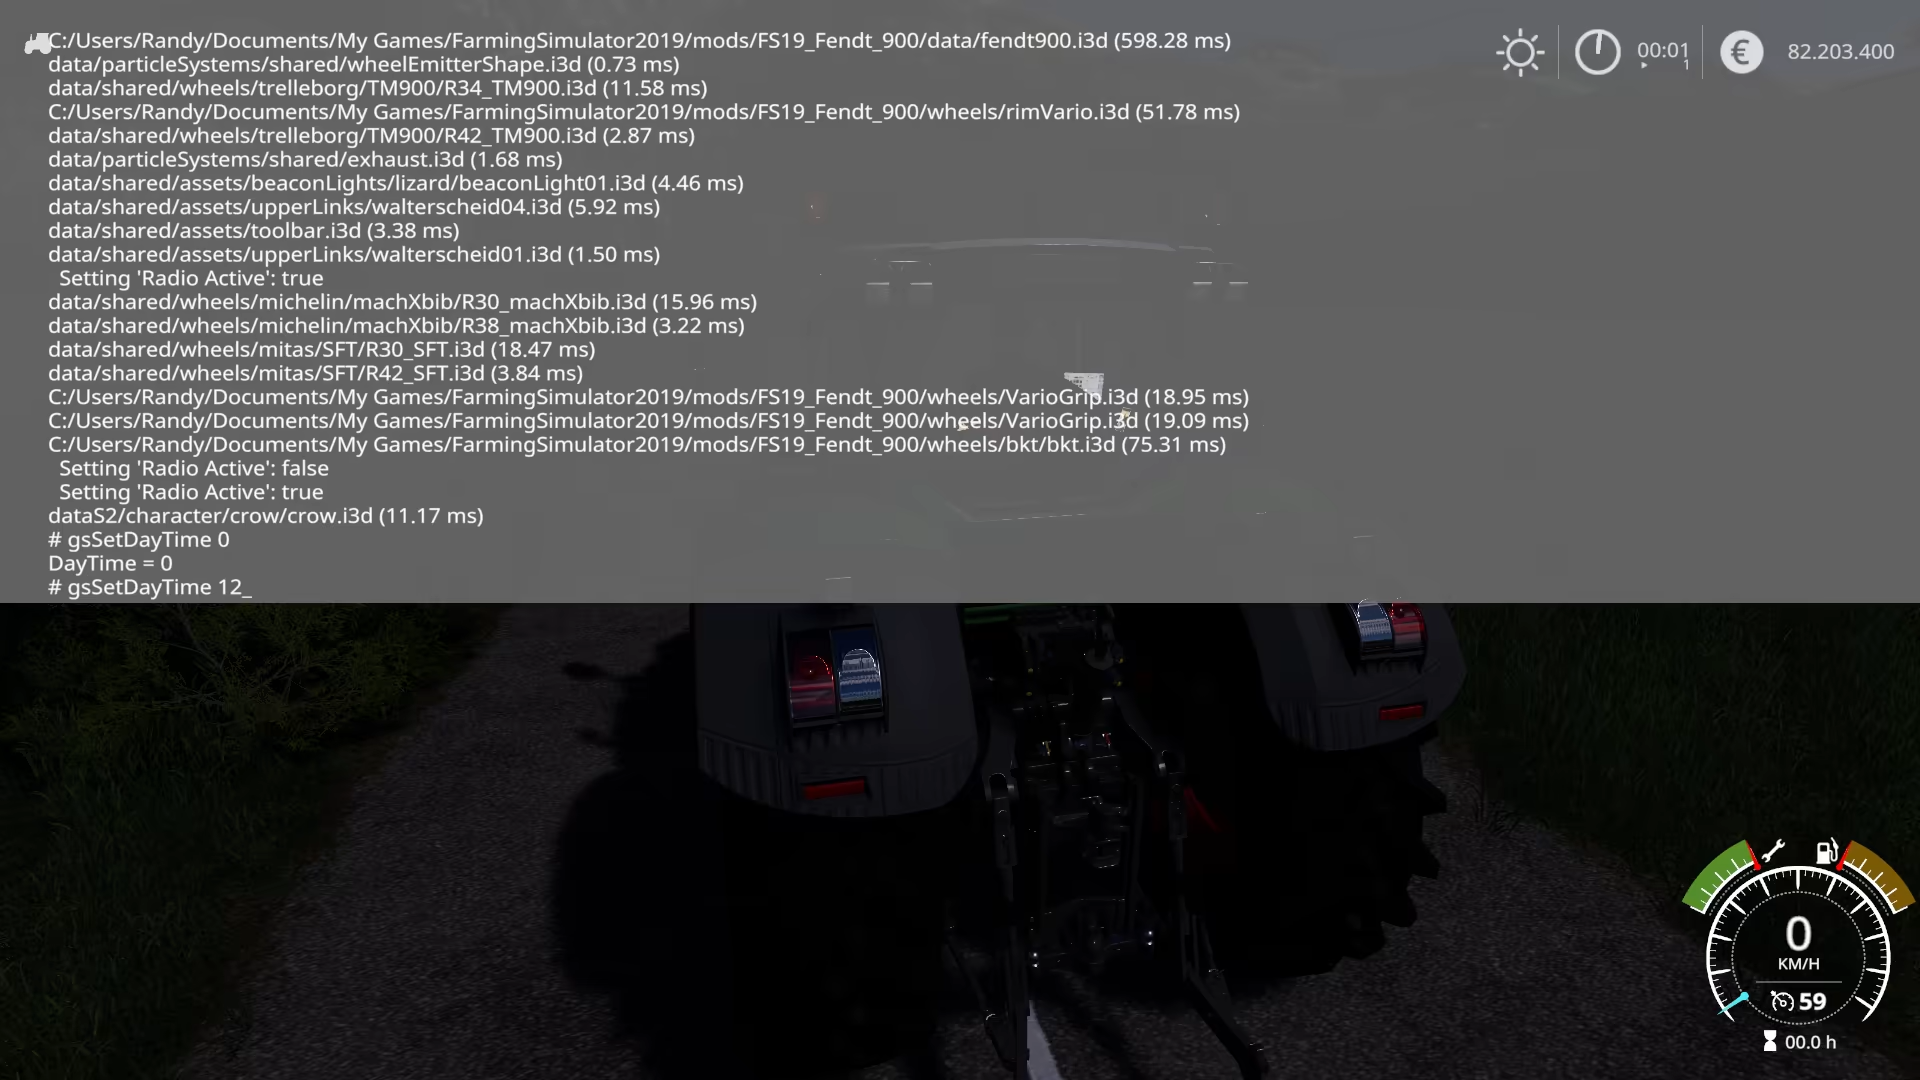 C:/Users/Randy/Documents/My Games/FarmingSimulator2019/mods/FS19_Fendt_900/data/fendt900.i3d (598.28 ms)
data/particleSystems/shared/wheelEmitterShape.i3d (0.73 ms)
data/shared/wheels/trelleborg/TM900/R34_TM900.i3d (11.58 ms)
C:/Users/Randy/Documents/My Games/FarmingSimulator2019/mods/FS19_Fendt_900/wheels/rimVario.i3d (51.78 ms)
data/shared/wheels/trelleborg/TM900/R42_TM900.i3d (2.87 ms)
data/particleSystems/shared/exhaust.i3d (1.68 ms)
data/shared/assets/beaconLights/lizard/beaconLight01.i3d (4.46 ms)
data/shared/assets/upperLinks/walterscheid04.i3d (5.92 ms)
data/shared/assets/toolbar.i3d (3.38 ms)
data/shared/assets/upperLinks/walterscheid01.i3d (1.50 ms)
Setting 'Radio Active': true
data/shared/wheels/michelin/machXbib/R30_machXbib.i3d (15.96 ms)
data/shared/wheels/michelin/machXbib/R38_machXbib.i3d (3.22 ms)
data/shared/wheels/mitas/SFT/R30_SFT.i3d (18.47 ms)
data/shared/wheels/mitas/SFT/R42_SFT.i3d (3.84 ms)
C:/Users/Randy/Documents/My Games/FarmingSimulator2019/mods/FS19_Fendt_900/wheels/VarioGrip.i3d (18.95 ms)
C:/Users/Randy/Documents/My Games/FarmingSimulator2019/mods/FS19_Fendt_900/wheels/VarioGrip.i3d (19.09 ms)
C:/Users/Randy/Documents/My Games/FarmingSimulator2019/mods/FS19_Fendt_900/wheels/bkt/bkt.i3d (75.31 ms)
Setting 'Radio Active': false
Setting 'Radio Active': true
dataS2/character/crow/crow.i3d (11.17 ms)
# gsSetDayTime 0
DayTime = 0
# gsSetDayTime 12_
00:01
1
€
82.203.400
0
KM/H
59
00.0 h